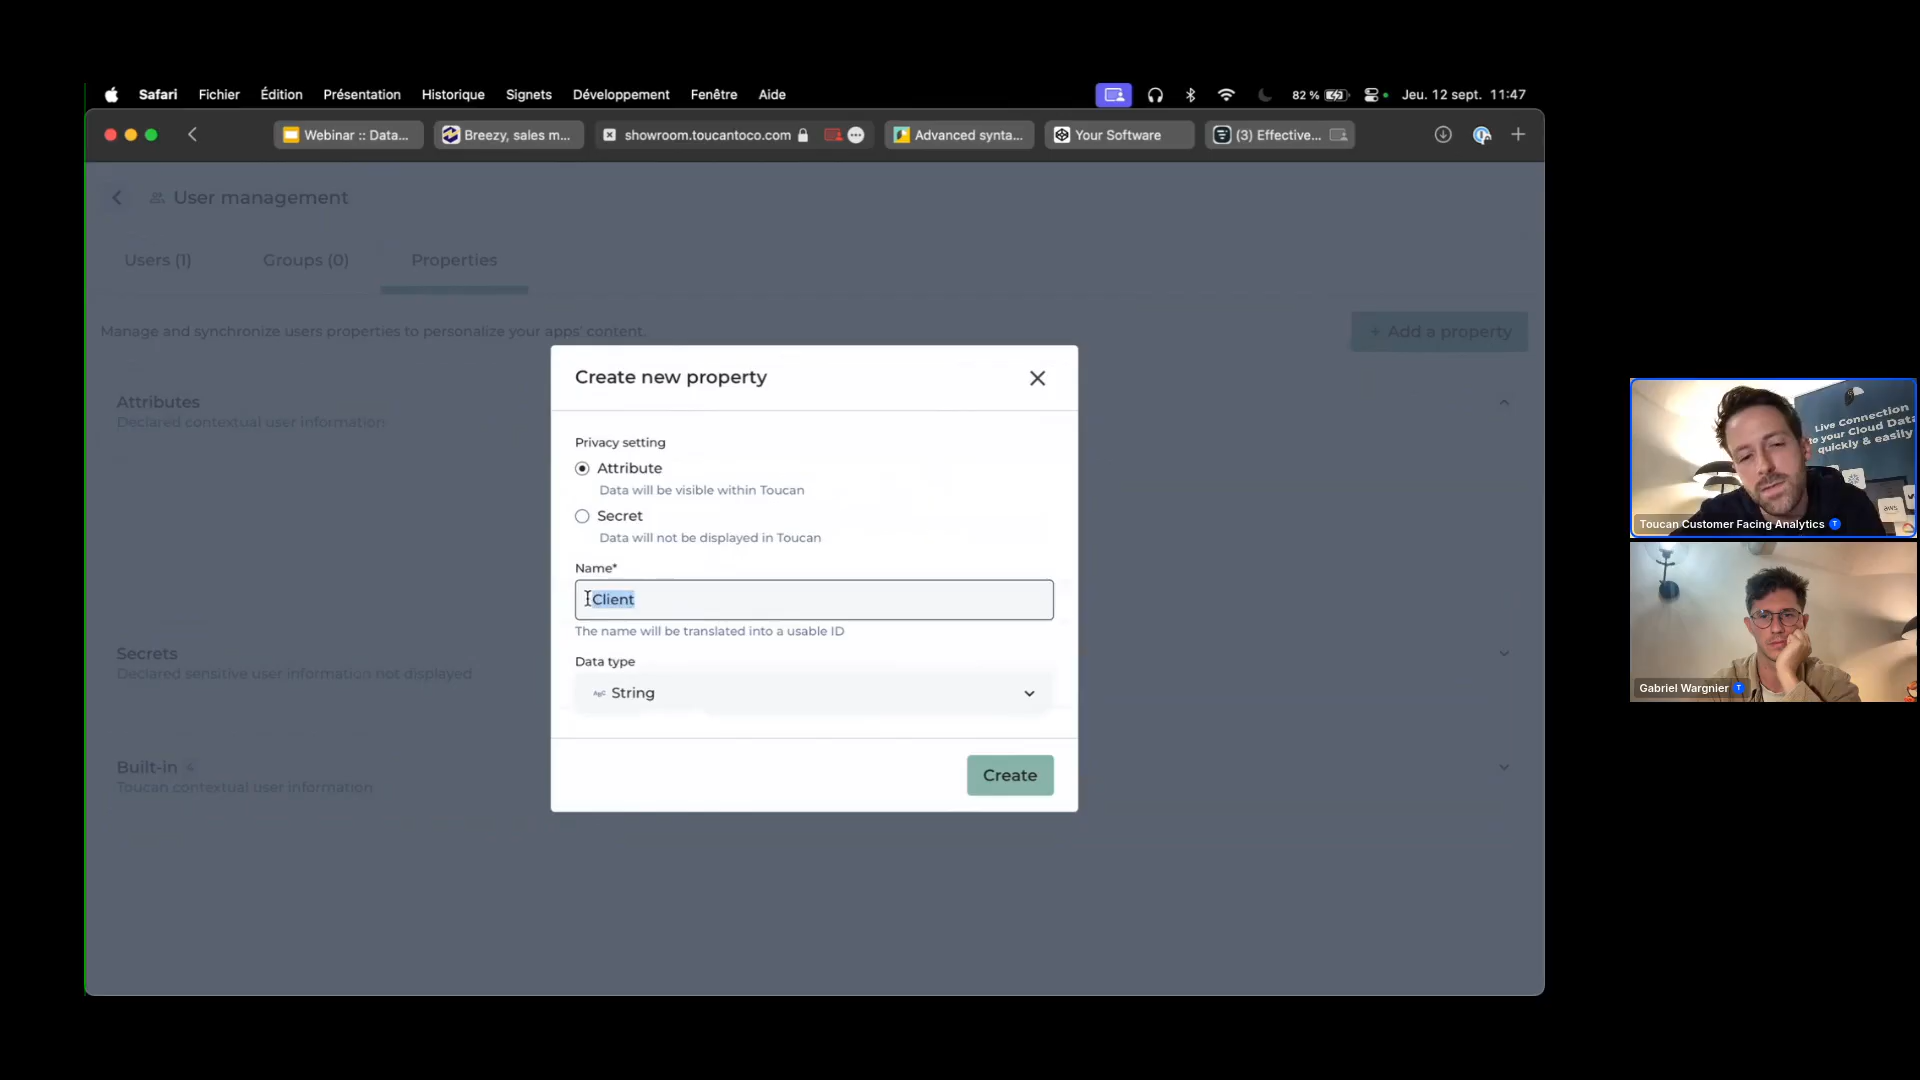 Safari Fichier Édition Présentation Historique Signets Développement Fenêtre Aide 82 % Jeu. 12 sept. 11:47
Webinar :: Data... Breezy, sales m... showroom.toucantoco.com Advanced synta... Your Software (3) Effective...
User management
Users (1) Groups (0) Properties
Manage and synchronize users properties to personalize your apps' content.
+ Add a property
Attributes
Declared contextual user information
Secrets
Declared sensitive user information not displayed
Built-in 4
Toucan contextual user information
Create new property
Privacy setting
Attribute
Data will be visible within Toucan
Secret
Data will not be displayed in Toucan
Name*
Client
The name will be translated into a usable ID
Data type
ABC String
Create
Live Connection
to your Cloud Data
quickly & easily
aws
Toucan Customer Facing Analytics T
Gabriel Wargnier T